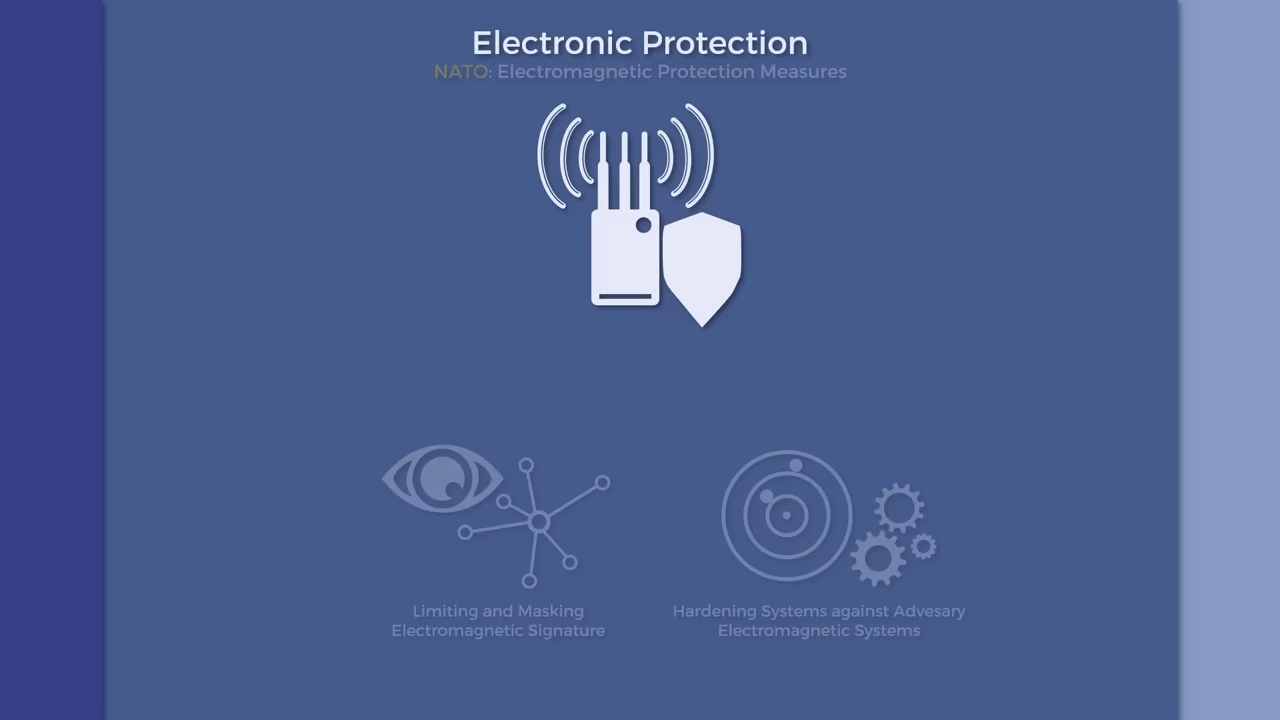 Electronic Protection
NATO: Electromagnetic Protection Measures
Limiting and Masking
Electromagnetic Signature
Hardening Systems against Advesary
Electromagnetic Systems